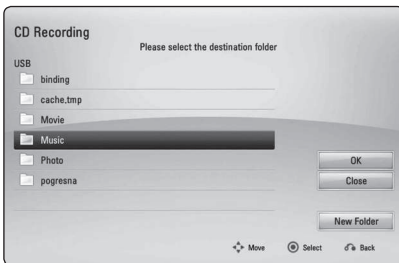 CD Recording
Please select the destination folder
USB
binding
cache.tmp
Movie
Music
Photo
pogresna
OK
Close
New Folder
Move Select Back